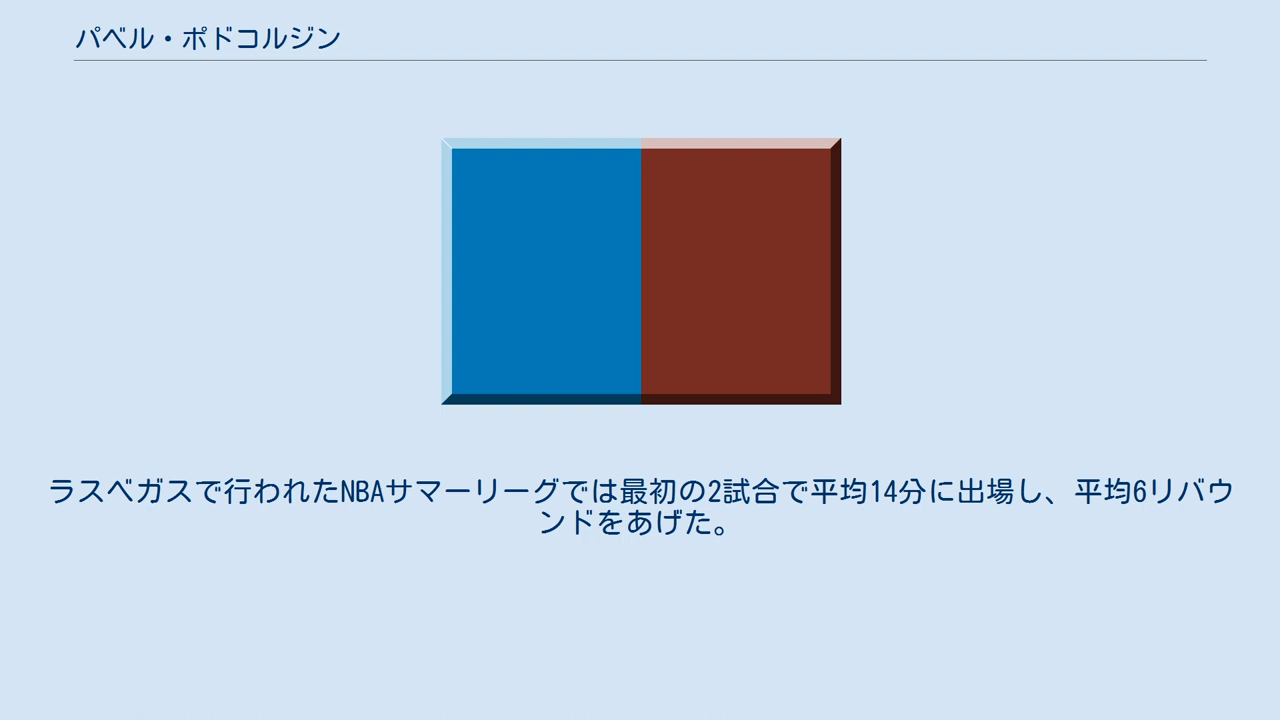 パベル・ポドコルジン
ラスベガスで行われたNBAサマーリーグでは最初の2試合で平均14分に出場し、平均6リバウ
ンドをあげた。